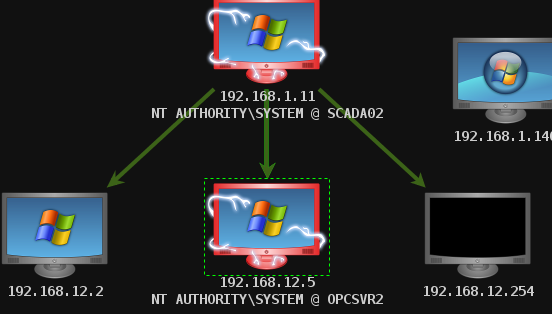 192.168.1.11
NT AUTHORITY\SYSTEM @ SCADA02
192.168.1.140
192.168.12.2
192.168.12.5
NT AUTHORITY\SYSTEM @ OPCSVR2
192.168.12.254